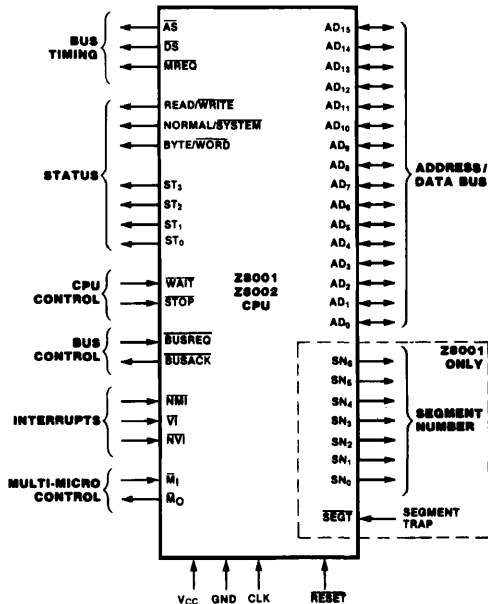 BUS TIMING
AS
DS
MREQ
STATUS
READ/WRITE
NORMAL/SYSTEM
BYTE/WORD
ST3
ST2
ST1
ST0
CPU CONTROL
WAIT
STOP
BUS CONTROL
BUSREQ
BUSACK
INTERRUPTS
NMI
VI
NVI
MULTI-MICRO CONTROL
MI
MO
Z8001
Z8002
CPU
AD15
AD14
AD13
AD12
AD11
AD10
AD9
AD8
AD7
AD6
AD5
AD4
AD3
AD2
AD1
AD0
ADDRESS/
DATA BUS
Z8001
ONLY
SN6
SN5
SN4
SN3
SN2
SN1
SN0
SEGMENT
NUMBER
SEGT
SEGMENT
TRAP
VCC
GND
CLK
RESET